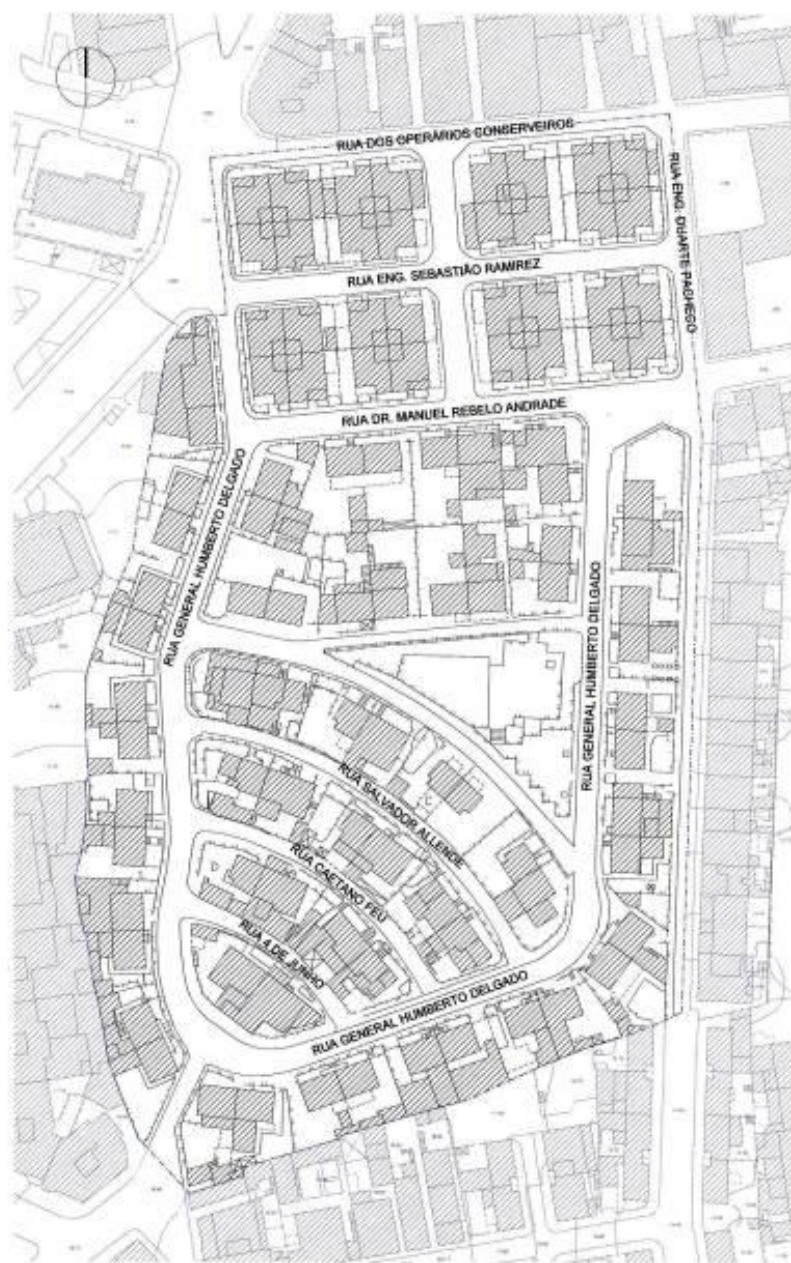 RUA DOS OPERÁRIOS CONSERVEIROS
RUA ENG. DUARTE PACHECO
RUA ENG. SEBASTIÃO RAMIREZ
RUA DR. MANUEL REBELO ANDRADE
RUA GENERAL HUMBERTO DELGADO
RUA GENERAL HUMBERTO DELGADO
RUA SALVADOR ALLENDE
RUA CAETANO FEU
RUA 4 DE JUNHO
RUA GENERAL HUMBERTO DELGADO